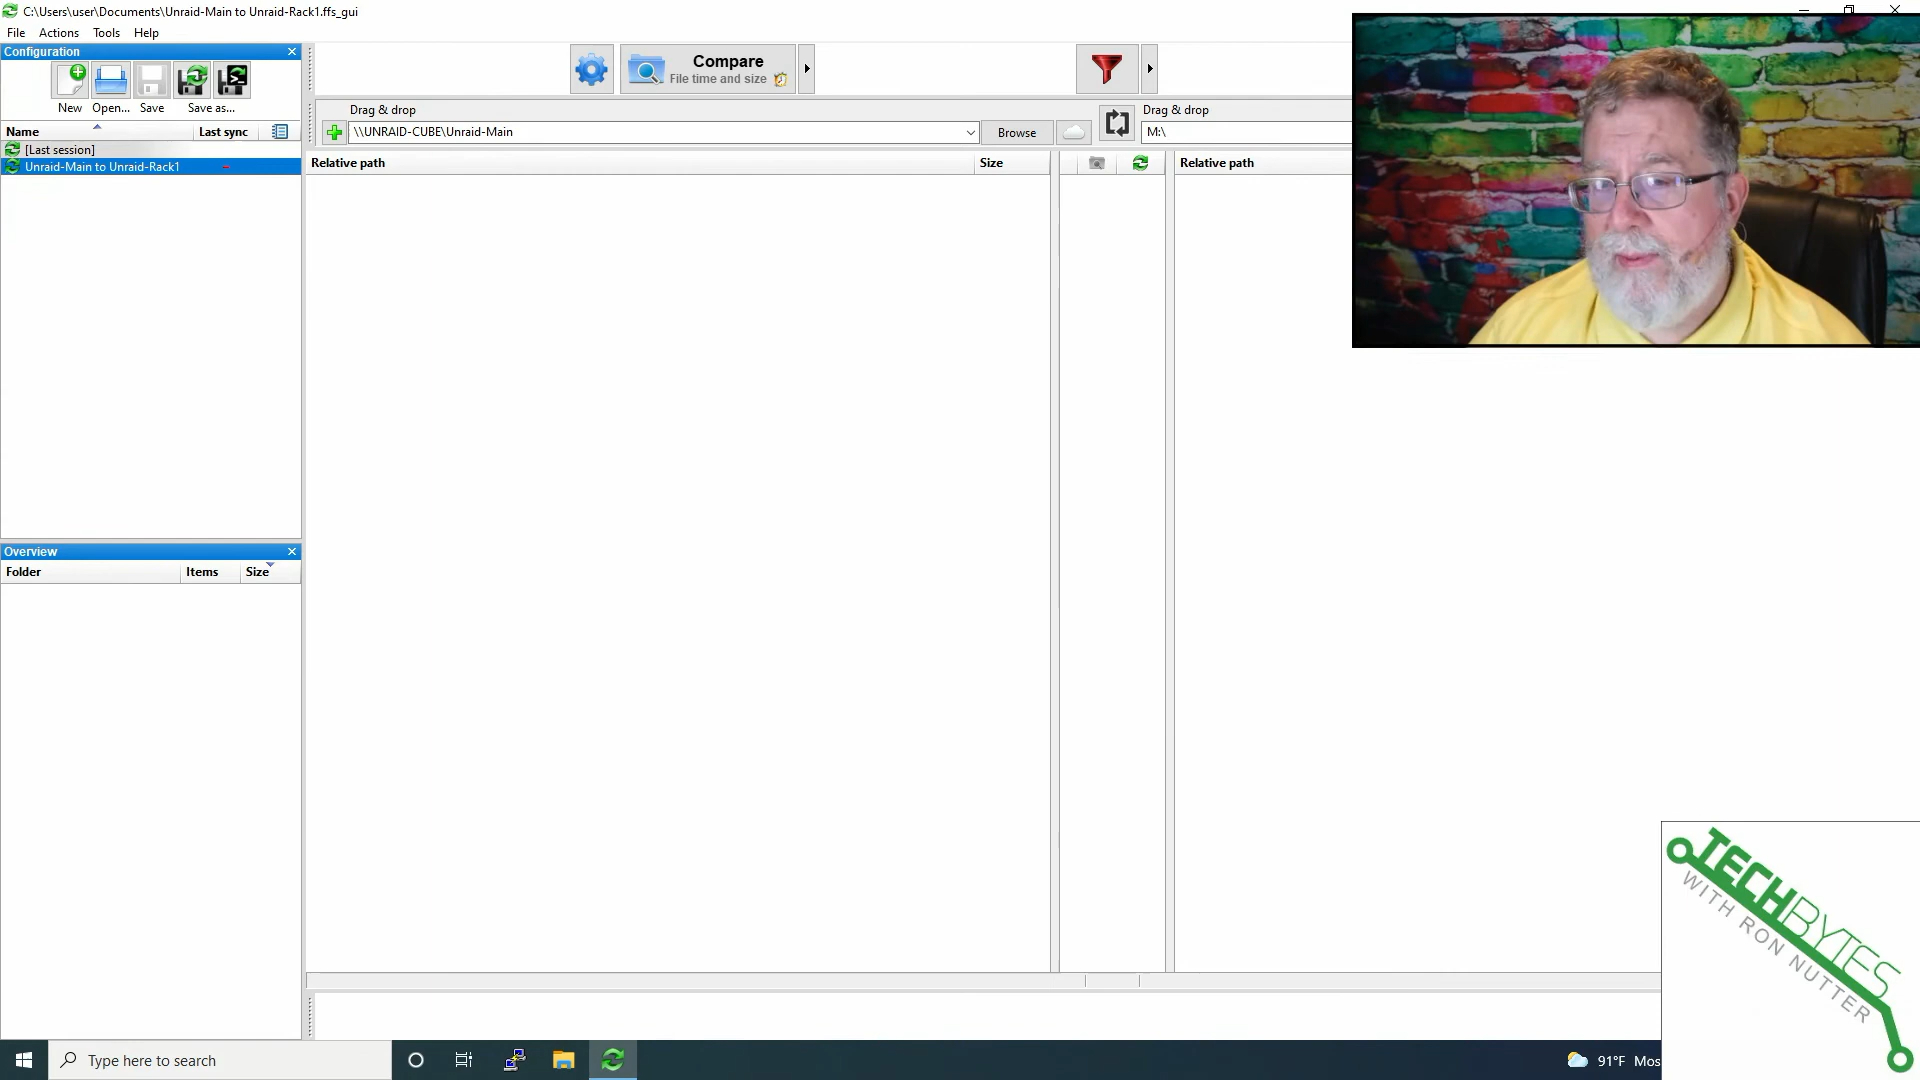 C:\Users\user\Documents\Unraid-Main to Unraid-Rack1.ffs_gui
File Actions Tools Help
Configuration
New Open... Save Save as...
Name Last sync
[Last session]
Unraid-Main to Unraid-Rack1
Compare
File time and size
Drag & drop
\\UNRAID-CUBE\Unraid-Main
Browse
Drag & drop
M:\
Relative path Size
Relative path
Overview
Folder Items Size
TECHBYTES
WITH RON NUTTER
Type here to search
91°F Mos